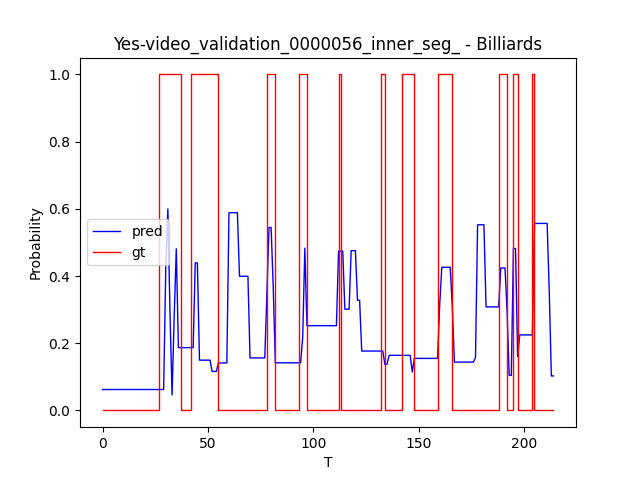 Yes-video_validation_0000056_inner_seg_ - Billiards
1.0
0.8
0.6
0.4
0.2
0.0
Probability
pred
gt
0 50 100 150 200
T